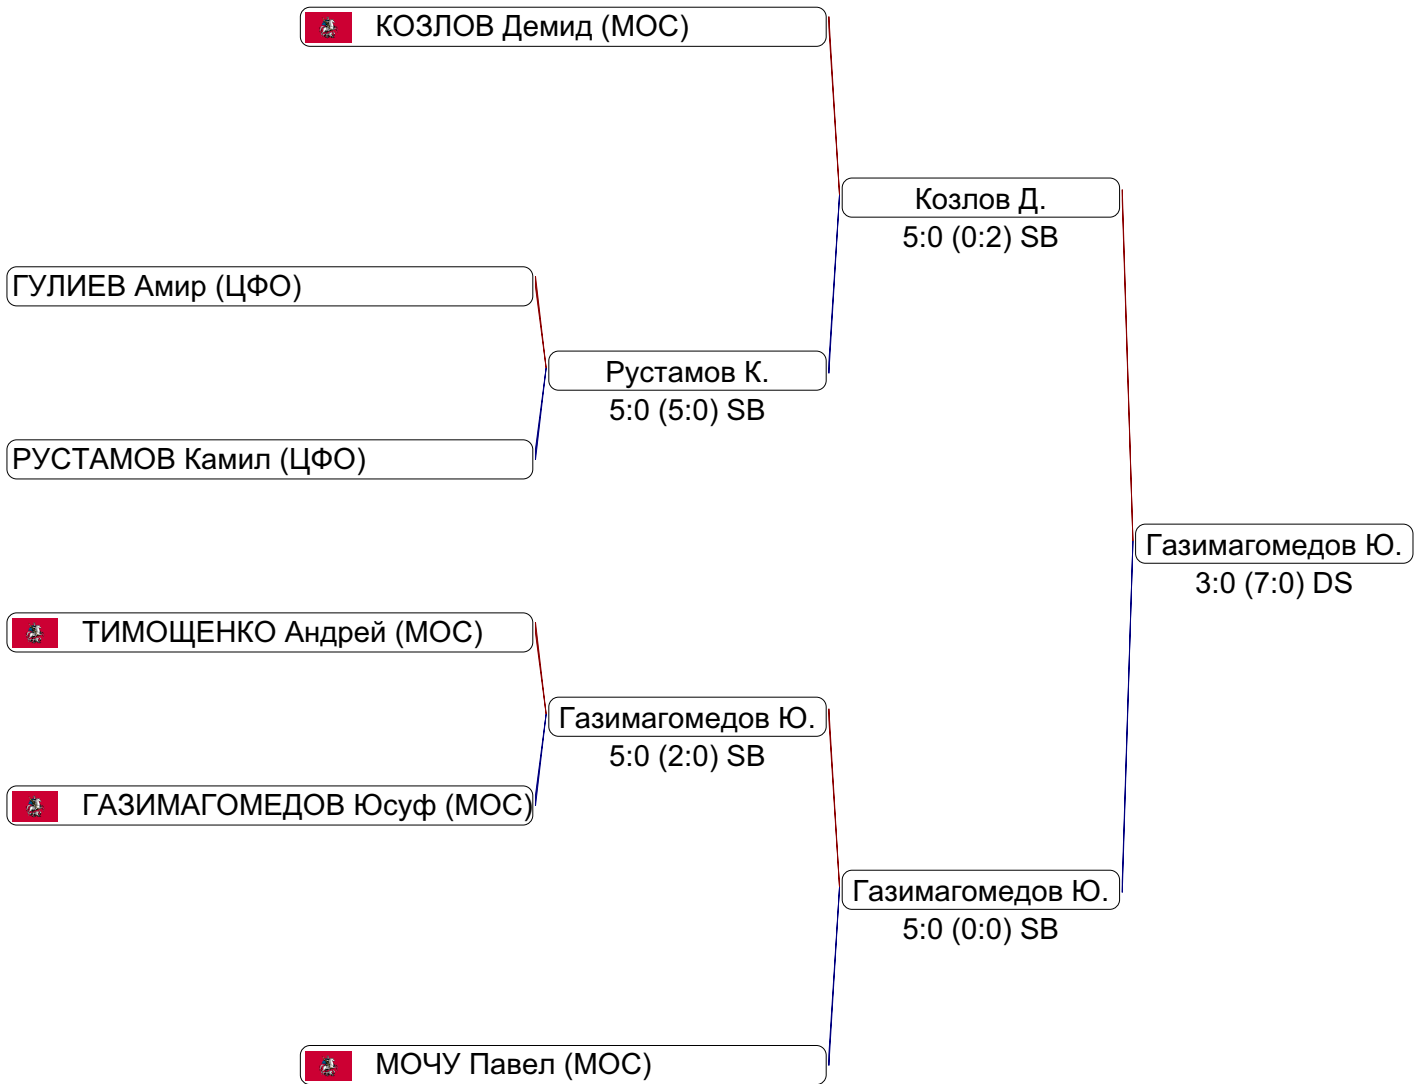 КОЗЛОВ Демид (МОС)
Козлов Д.
5:0 (0:2) SB
ГУЛИЕВ Амир (ЦФО)
Рустамов К.
5:0 (5:0) SB
РУСТАМОВ Камил (ЦФО)
Газимагомедов Ю.
3:0 (7:0) DS
ТИМОЩЕНКО Андрей (МОС)
Газимагомедов Ю.
5:0 (2:0) SB
ГАЗИМАГОМЕДОВ Юсуф (МОС)
Газимагомедов Ю.
5:0 (0:0) SB
МОЧУ Павел (МОС)